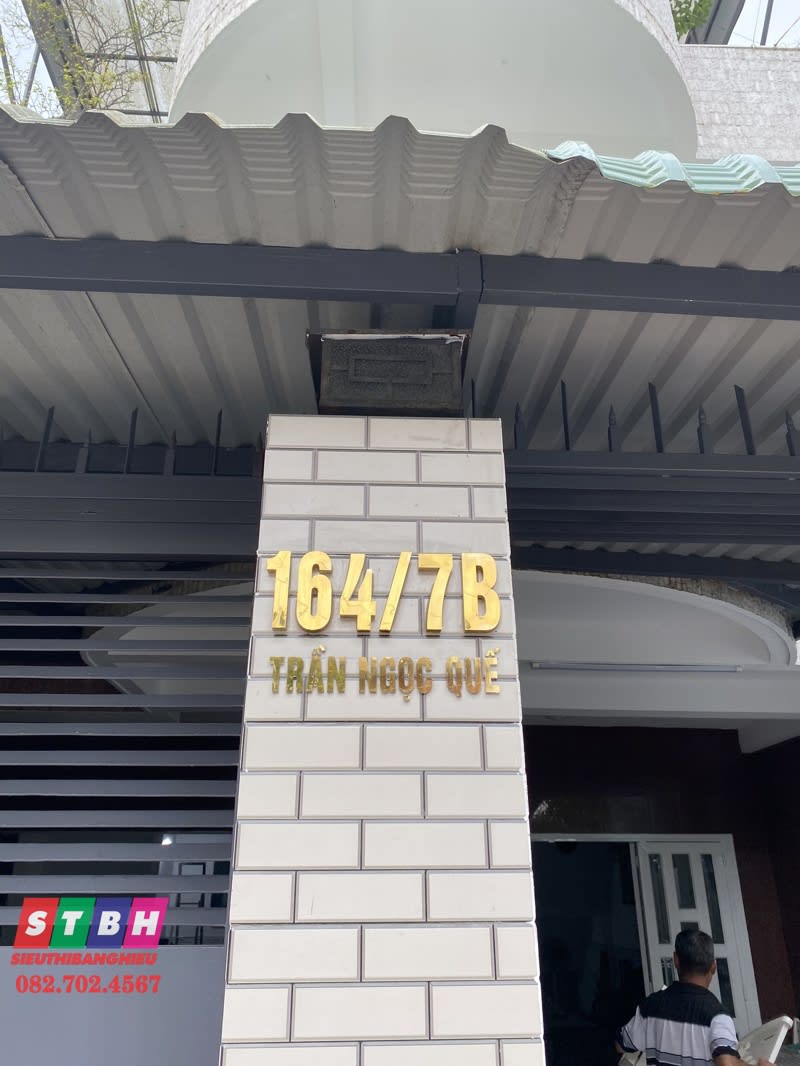 164/7B
TRẦN NGỌC QUẾ
STBH
SIEUTHIBANGHIEU
082.702.4567